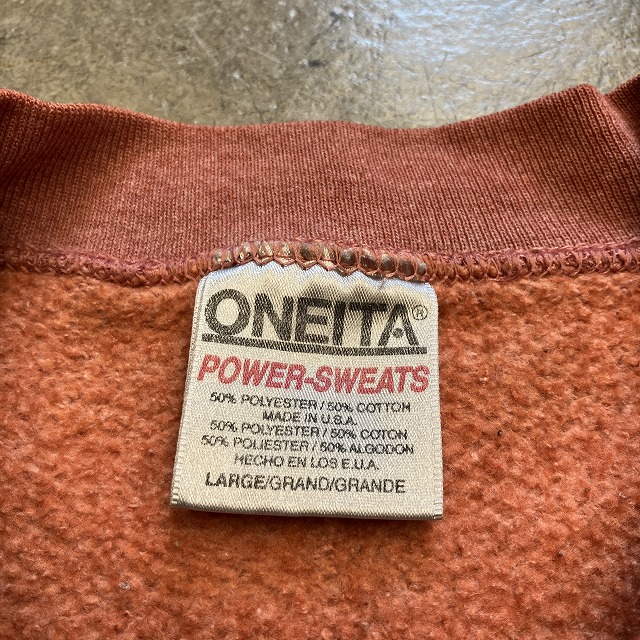 ONEITA®
POWER-SWEATS
50% POLYESTER / 50% COTTON
MADE IN U.S.A.
50% POLYESTER / 50% COTON
50% POLIESTER / 50% ALGODON
HECHO EN LOS E.U.A.
LARGE/GRAND/GRANDE